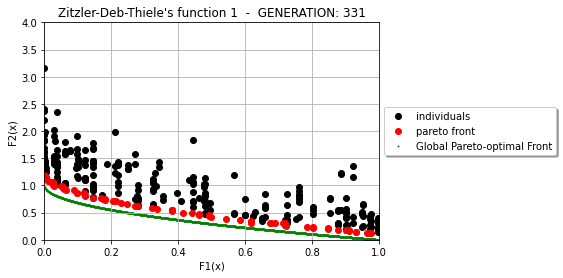 Zitzler-Deb-Thiele's function 1 - GENERATION: 331
4.0
3.5
3.0
2.5
2.0
1.5
1.0
0.5
0.0
F2(x)
0.0 0.2 0.4 0.6 0.8 1.0
F1(x)
individuals
pareto front
Global Pareto-optimal Front